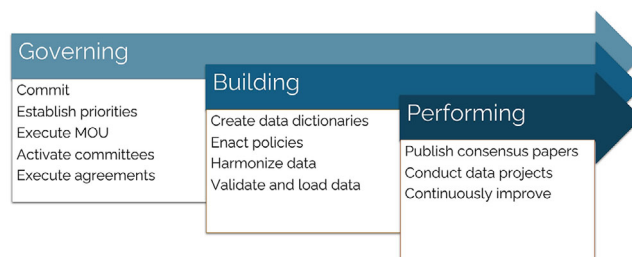 Governing
Commit
Establish priorities
Execute MOU
Activate committees
Execute agreements
Building
Create data dictionaries
Enact policies
Harmonize data
Validate and load data
Performing
Publish consensus papers
Conduct data projects
Continuously improve